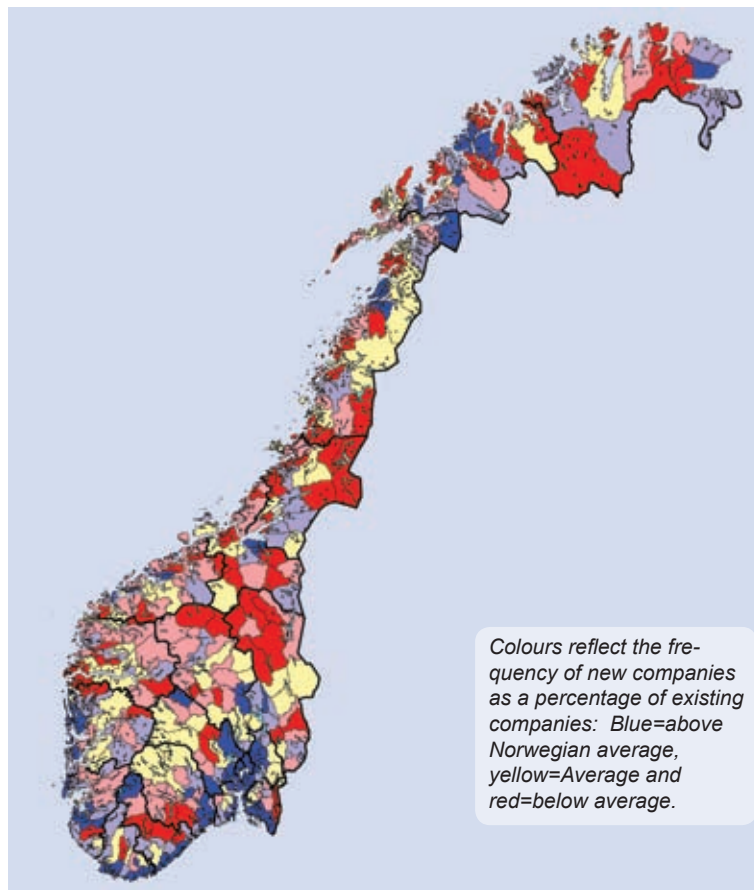 Colours reflect the fre-
quency of new companies
as a percentage of existing
companies:  Blue=above
Norwegian average,
yellow=Average and
red=below average.